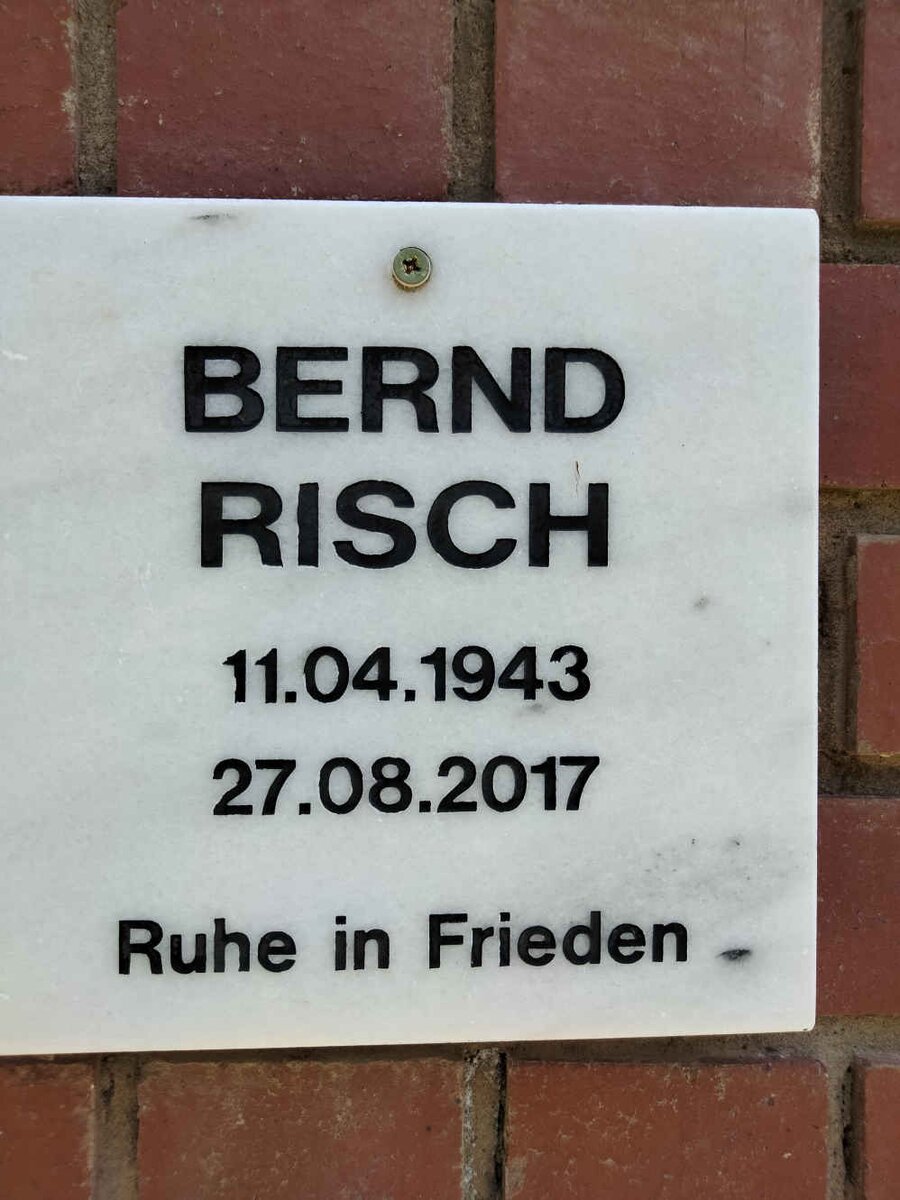 BERND
RISCH
11.04.1943
27.08.2017
Ruhe in Frieden